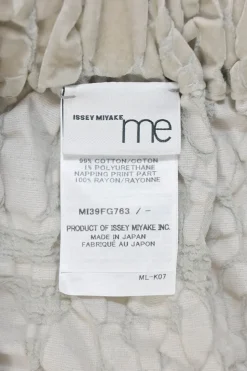 ISSEY MIYAKE me
99% COTTON/COTON
1% POLYURETHANE
NAPPING PRINT PART
100% RAYON/RAYONNE
MI39FG763 / -
PRODUCT OF ISSEY MIYAKE INC.
MADE IN JAPAN
FABRIQUÉ AU JAPON
ML-K07